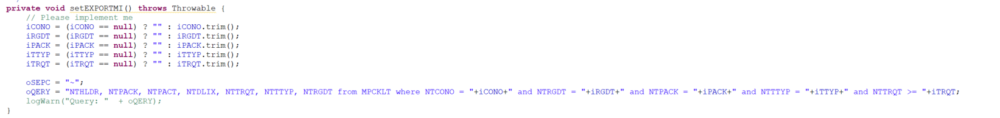 private void setEXPORTMI() throws Throwable {
// Please implement me
iCONO = (iCONO == null) ? "" : iCONO.trim();
iRGDT = (iRGDT == null) ? "" : iRGDT.trim();
iPACK = (iPACK == null) ? "" : iPACK.trim();
iTTYP = (iTTYP == null) ? "" : iTTYP.trim();
iTRQT = (iTRQT == null) ? "" : iTRQT.trim();
oSEPC = "~";
oQERY = "NTHLDR, NTPACK, NTPACT, NTDLIX, NTTRQT, NTTTYP, NTRGDT from MPCKLT where NTCONO = "+iCONO+" and NTRGDT = "+iRGDT+" and NTPACK = "+iPACK+" and NTTTYP = "+iTTYP+" and NTTRQT >= "+iTRQT;
logWarn("Query: "  + oQERY);
}